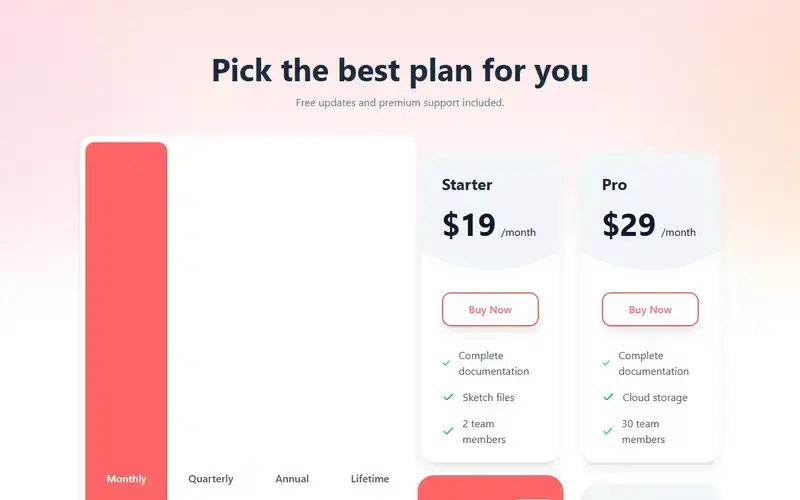 Pick the best plan for you
Free updates and premium support included.
Monthly
Quarterly
Annual
Lifetime
Starter
$19 /month
Buy Now
Complete
documentation
Sketch files
2 team
members
Pro
$29 /month
Buy Now
Complete
documentation
Cloud storage
30 team
members